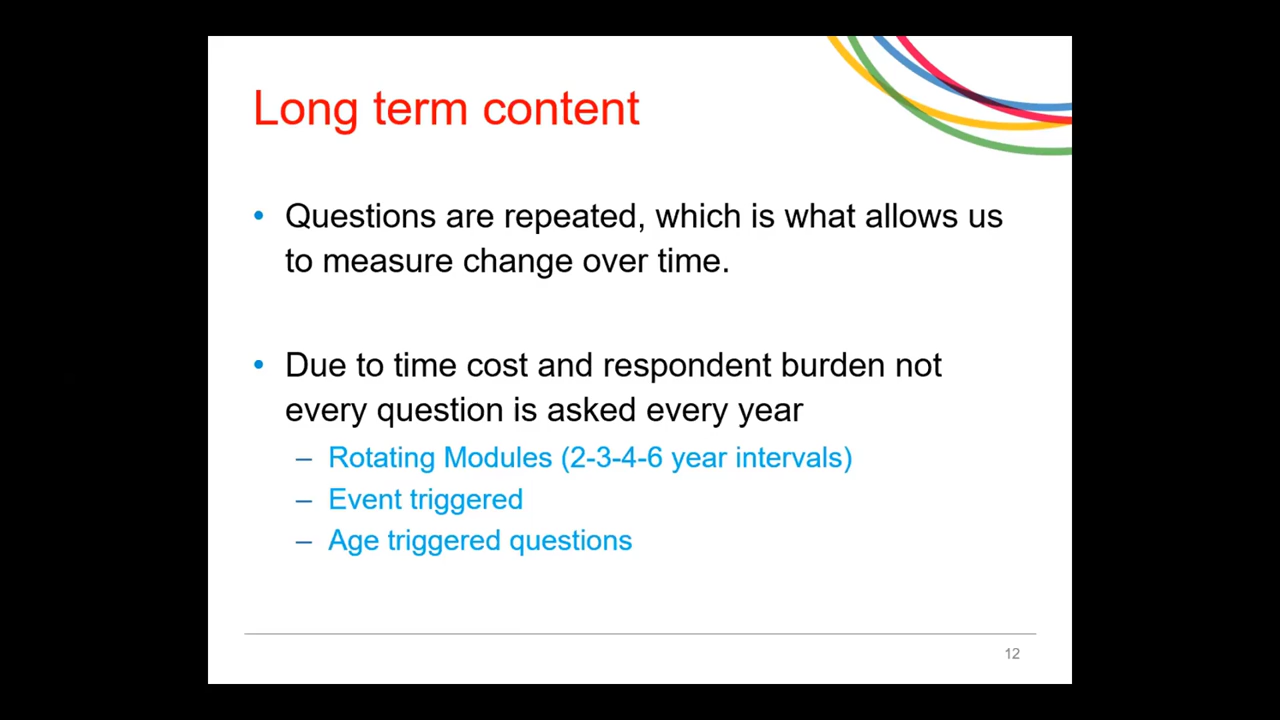 Long term content
• Questions are repeated, which is what allows us
to measure change over time.
• Due to time cost and respondent burden not
every question is asked every year
– Rotating Modules (2-3-4-6 year intervals)
– Event triggered
– Age triggered questions
12